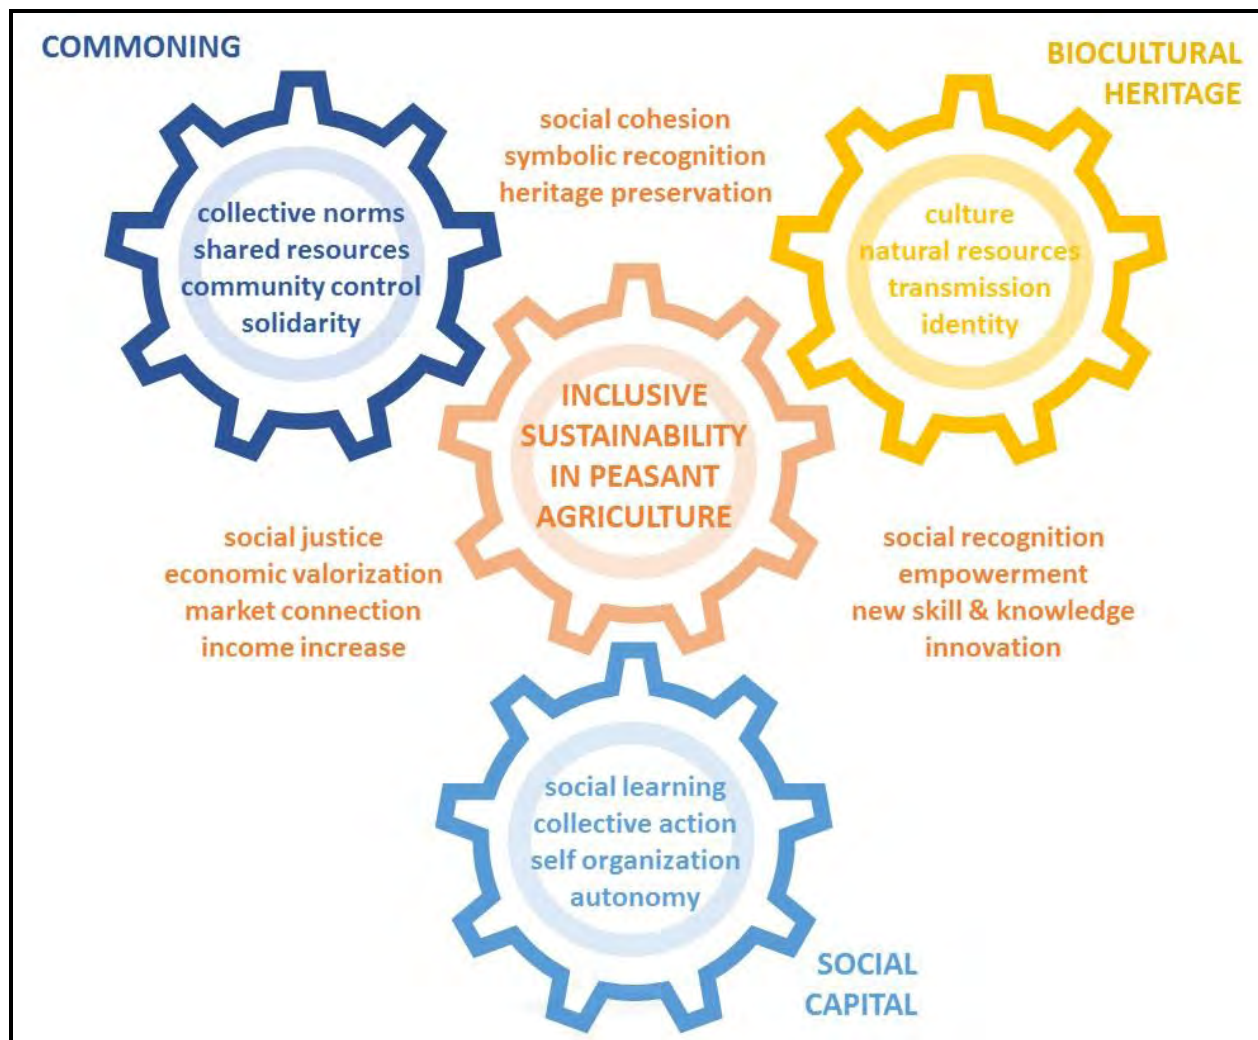 COMMONING
BIOCULTURAL
HERITAGE
social cohesion
symbolic recognition
heritage preservation
collective norms
shared resources
community control
solidarity
culture
natural resources
transmission
identity
INCLUSIVE
SUSTAINABILITY
IN PEASANT
AGRICULTURE
social justice
economic valorization
market connection
income increase
social recognition
empowerment
new skill & knowledge
innovation
social learning
collective action
self organization
autonomy
SOCIAL
CAPITAL